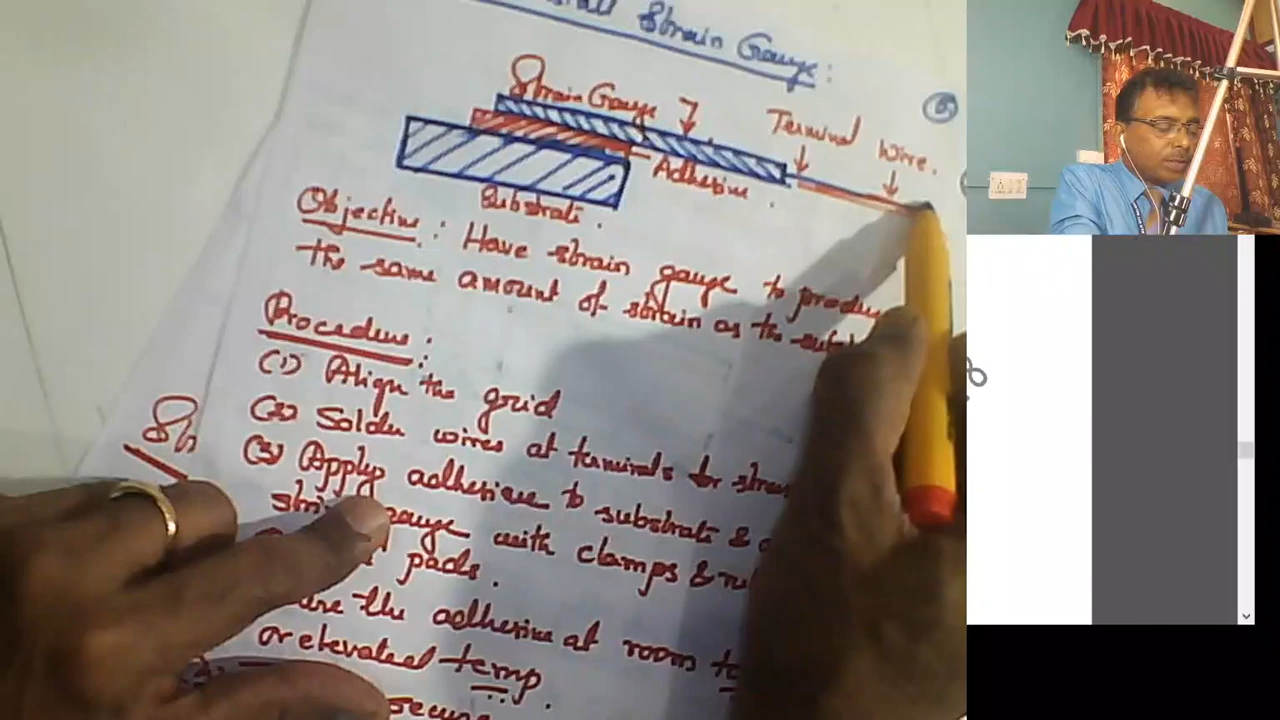 Strain Gauge :
Strain Gauge
Terminal Wire.
Adhesive.
Substrate.
Objective : Have strain gauge to
the same amount of strain as the
Procedure :
(1) Align the grid
(2) Solder wires at terminals for
(3) Apply adhesive to substrate &
gauge with clamps &
pads.
the adhesive at room
or elevated temp.
secure